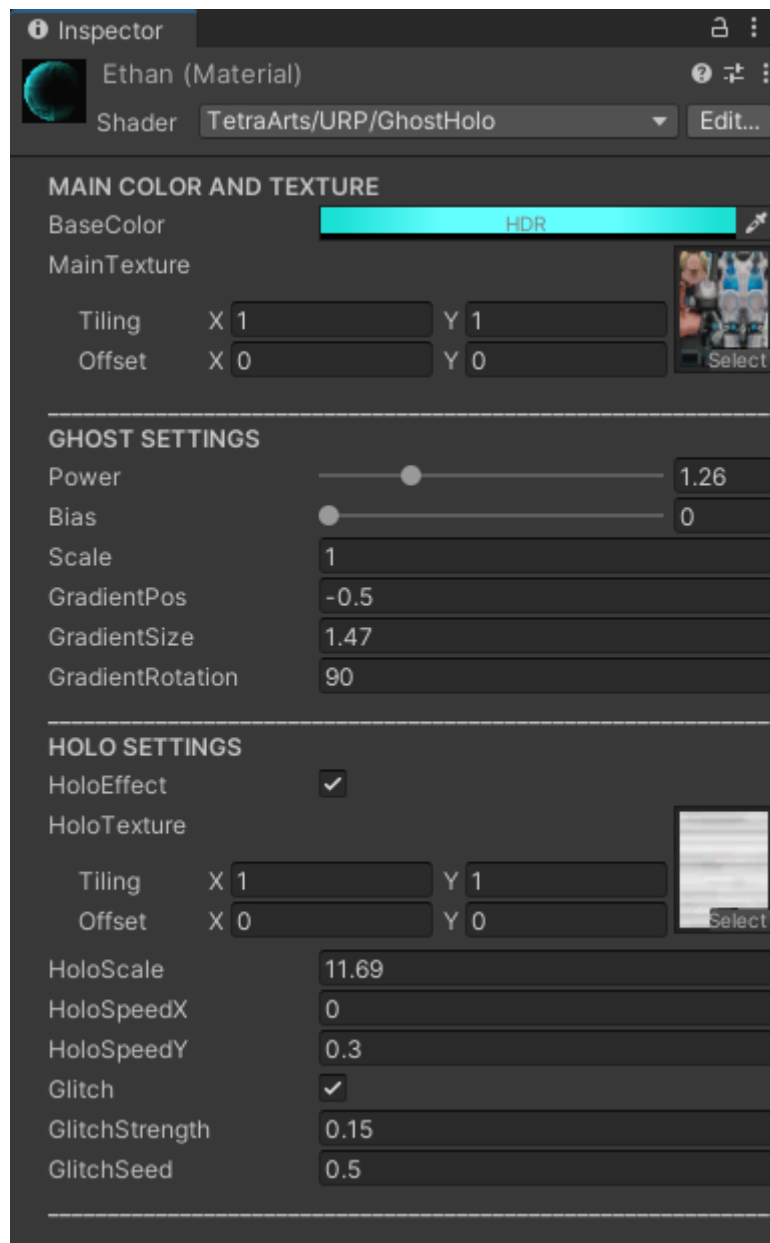 Inspector
Ethan (Material)
Shader TetraArts/URP/GhostHolo Edit...
MAIN COLOR AND TEXTURE
BaseColor HDR
MainTexture
Tiling X 1 Y 1
Offset X 0 Y 0 Select
GHOST SETTINGS
Power 1.26
Bias 0
Scale 1
GradientPos -0.5
GradientSize 1.47
GradientRotation 90
HOLO SETTINGS
HoloEffect
HoloTexture
Tiling X 1 Y 1
Offset X 0 Y 0 Select
HoloScale 11.69
HoloSpeedX 0
HoloSpeedY 0.3
Glitch
GlitchStrength 0.15
GlitchSeed 0.5